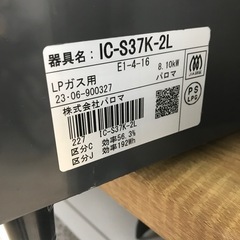 器具名：IC-S37K-2L
E1-4-16 8.10kW
LPガス用 パロマ
23・06-900327
株式会社パロマ
227 IC-S37K-2L
区分C 効率56.3%
区分J 効率192Wh
PS
LPG